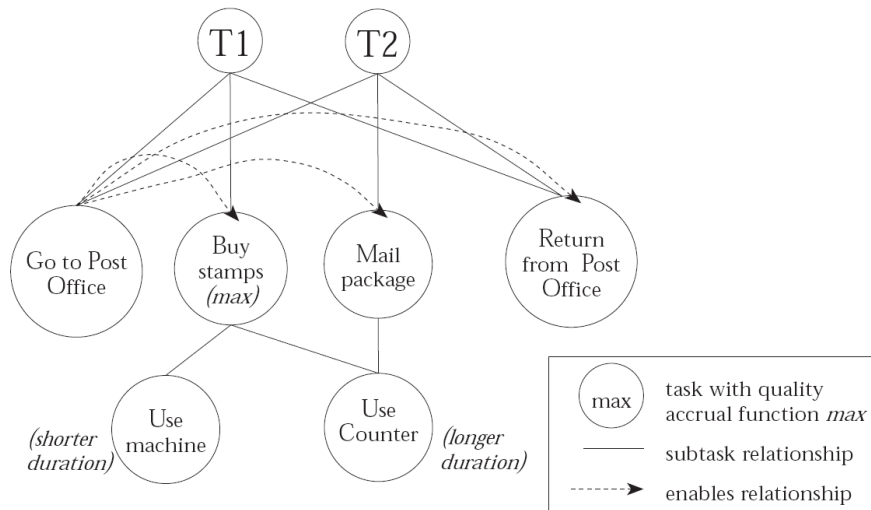 T1
T2
Go to Post
Office
Buy
stamps
(max)
Mail
package
Return
from Post
Office
(shorter
duration)
Use
machine
Use
Counter
(longer
duration)
max
task with quality
accrual function max
subtask relationship
enables relationship